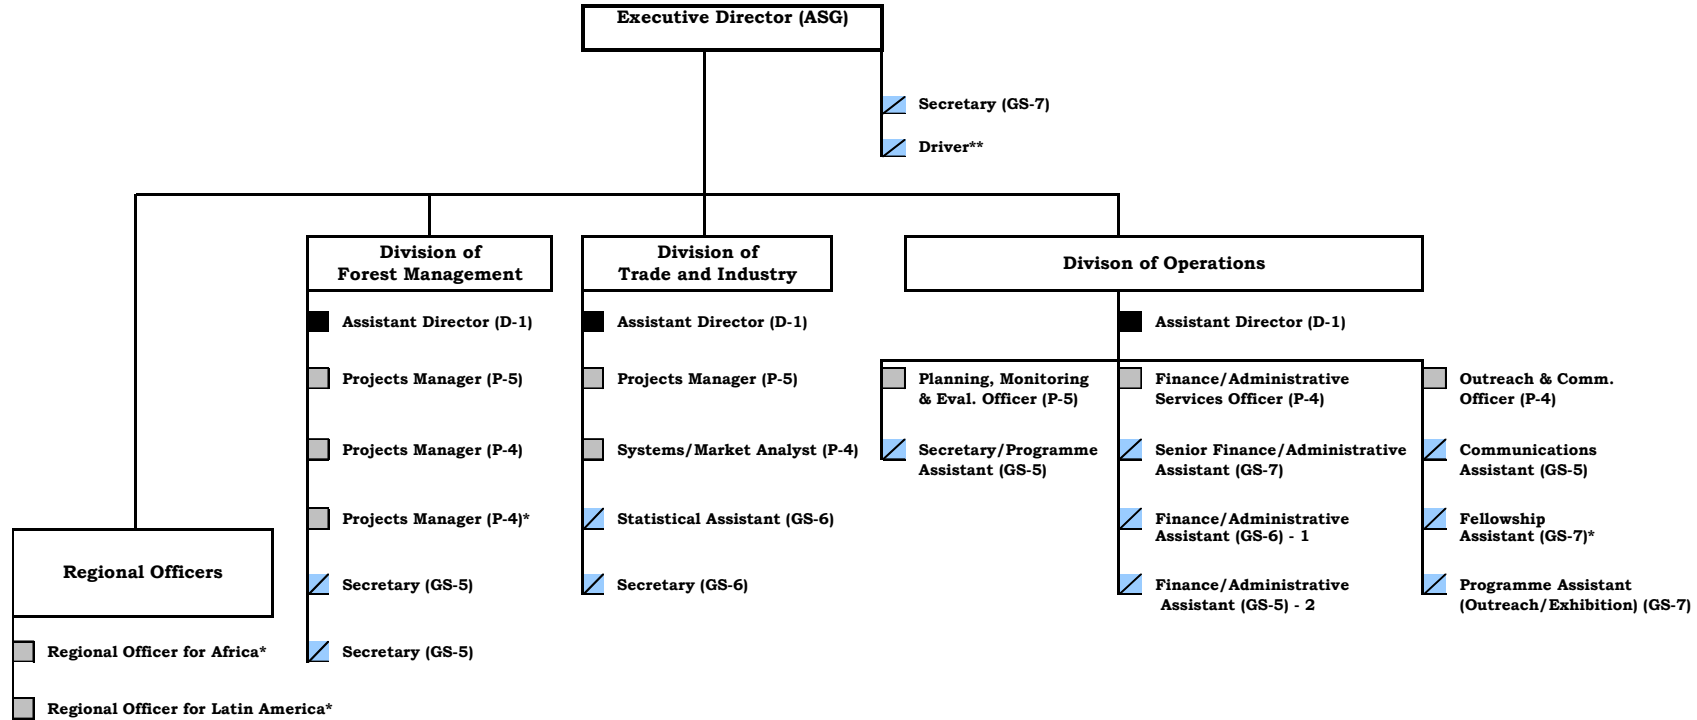 Executive Director (ASG)
Secretary (GS-7)
Driver**
Division of
Forest Management
Assistant Director (D-1)
Projects Manager (P-5)
Projects Manager (P-4)
Projects Manager (P-4)*
Secretary (GS-5)
Secretary (GS-5)
Division of
Trade and Industry
Assistant Director (D-1)
Projects Manager (P-5)
Systems/Market Analyst (P-4)
Statistical Assistant (GS-6)
Secretary (GS-6)
Divison of Operations
Assistant Director (D-1)
Planning, Monitoring
& Eval. Officer (P-5)
Secretary/Programme
Assistant (GS-5)
Finance/Administrative
Services Officer (P-4)
Senior Finance/Administrative
Assistant (GS-7)
Finance/Administrative
Assistant (GS-6) - 1
Finance/Administrative
Assistant (GS-5) - 2
Outreach & Comm.
Officer (P-4)
Communications
Assistant (GS-5)
Fellowship
Assistant (GS-7)*
Programme Assistant
(Outreach/Exhibition) (GS-7)
Regional Officers
Regional Officer for Africa*
Regional Officer for Latin America*